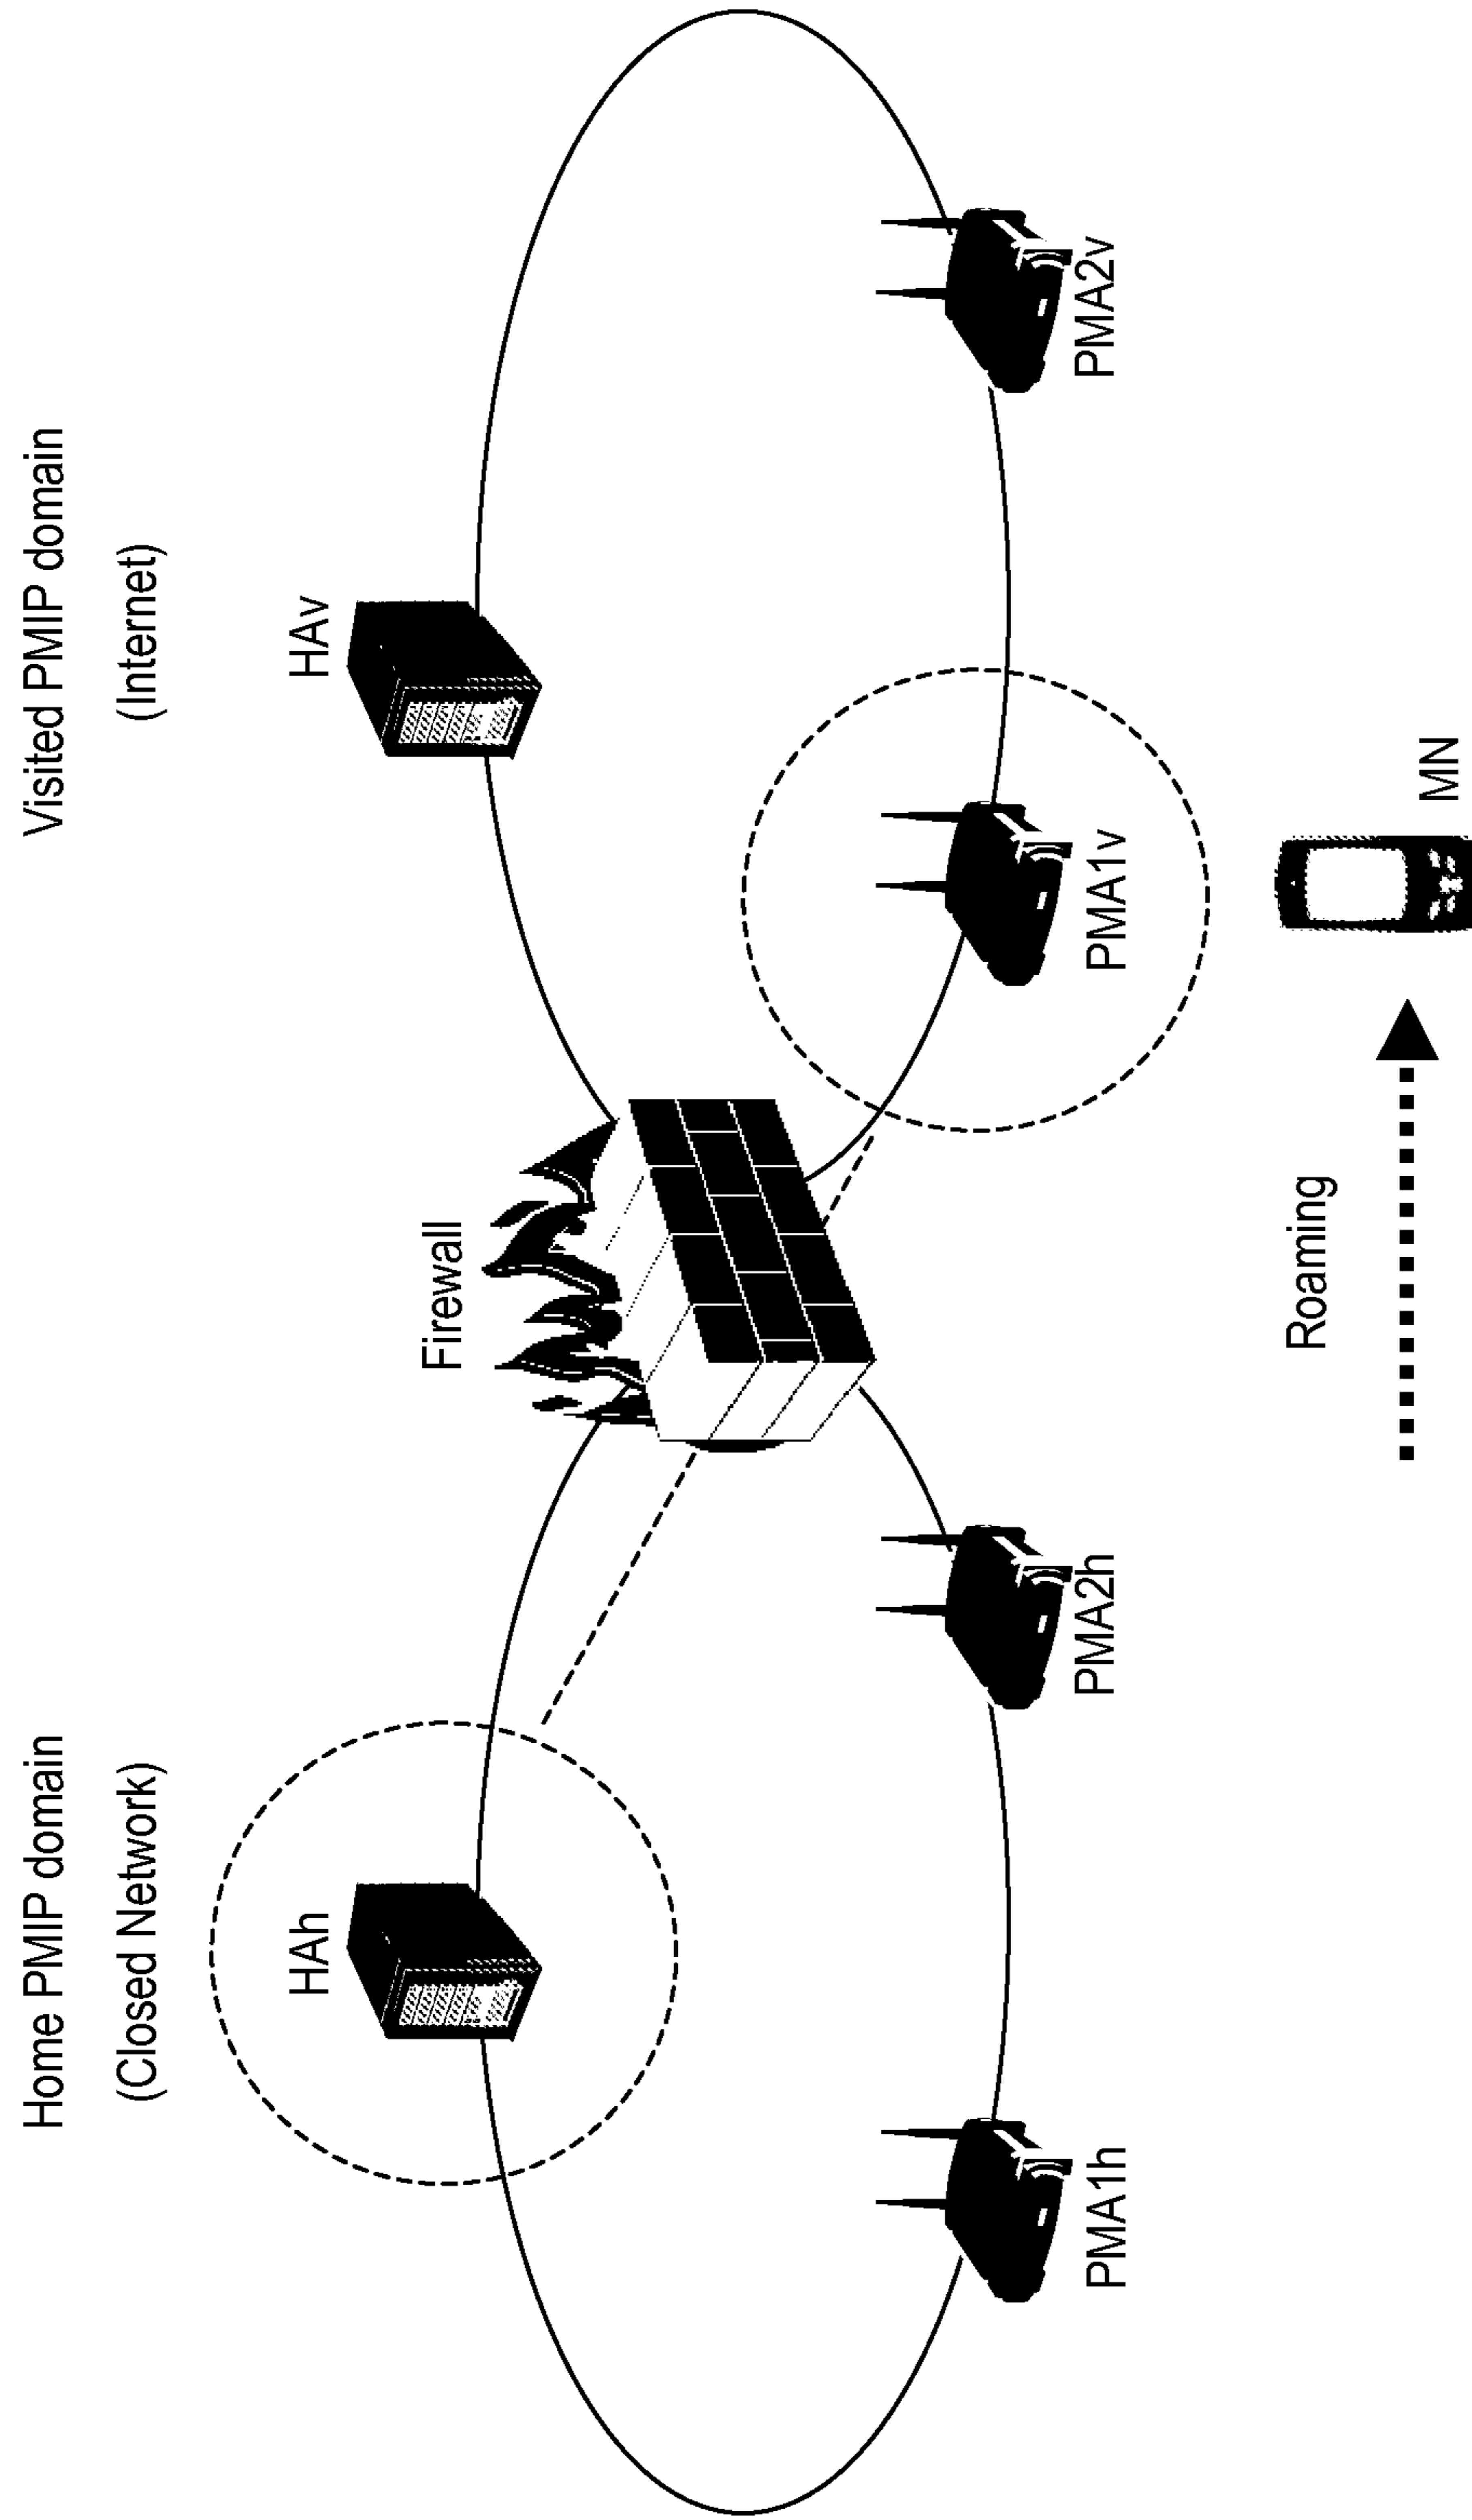 Home PMIP domain
(Closed Network)
Visited PMIP domain
(Internet)
HAh
HAv
Firewall
PMA1h
PMA2h
PMA1v
PMA2v
Roaming
MN